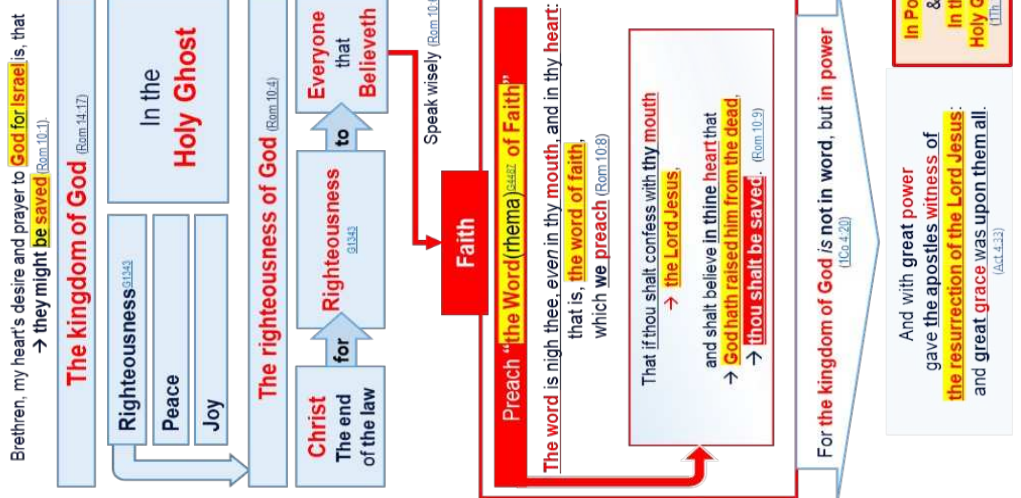 Brethren, my heart's desire and prayer to God for Israel is, that
→ they might be saved (Rom 10:1).
The kingdom of God (Rom 14:17)
Righteousness G1343
Peace
Joy
In the
Holy Ghost
The righteousness of God (Rom 10:4)
Christ
The end
of the law
for
Righteousness
G1343
to
Everyone
that
Believeth
Speak wisely (Rom 10:
Faith
Preach “the Word(rhema)G4487 of Faith”
The word is nigh thee, even in thy mouth, and in thy heart:
that is, the word of faith,
which we preach (Rom 10:8)
That if thou shalt confess with thy mouth
→ the Lord Jesus,
and shalt believe in thine heart that
→ God hath raised him from the dead,
→ thou shalt be saved. (Rom 10:9)
For the kingdom of God is not in word, but in power
(1Co 4:20)
And with great power
gave the apostles witness of
the resurrection of the Lord Jesus:
and great grace was upon them all.
(Act 4:33)
In Po
&
In th
Holy G
(1Th